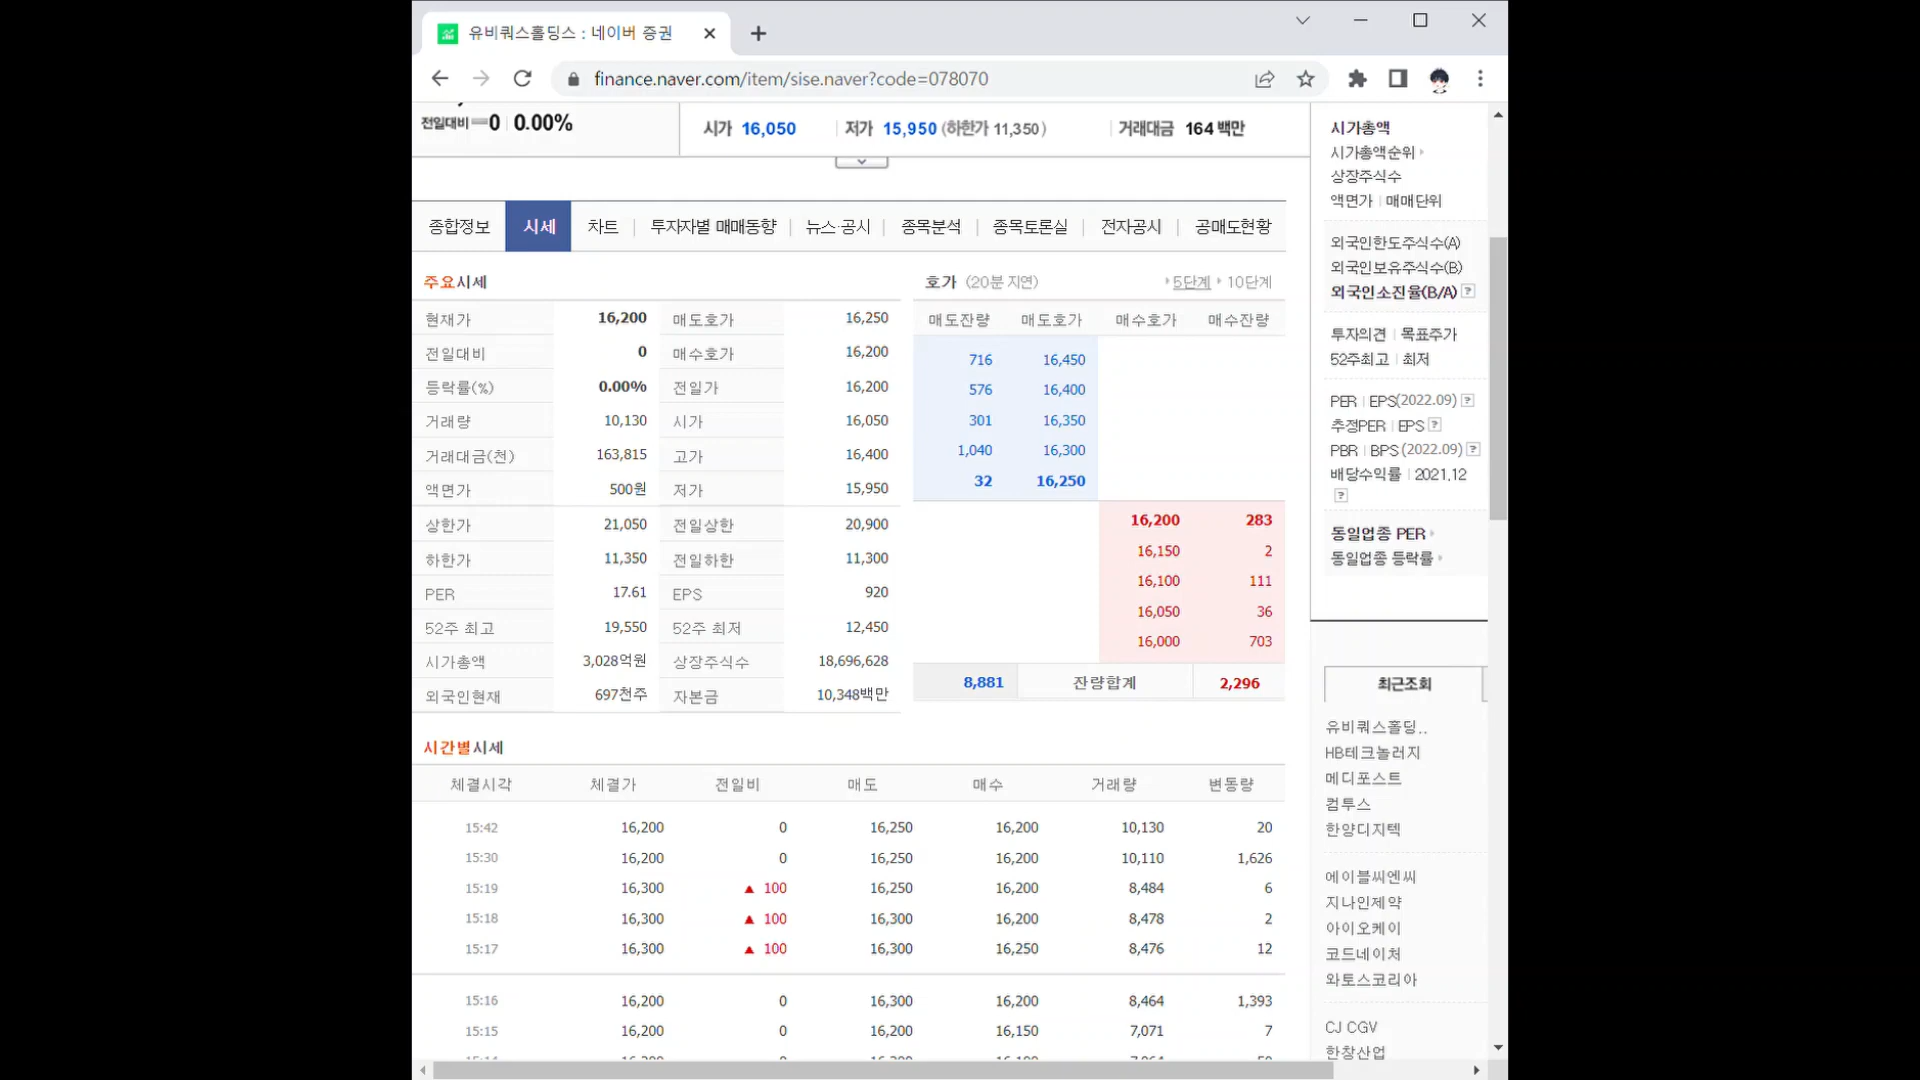 유비쿼스홀딩스 : 네이버 증권
finance.naver.com/item/sise.naver?code=078070
전일대비 0 0.00%
시가 16,050 저가 15,950 (하한가 11,350) 거래대금 164 백만
종합정보 시세 차트 투자자별 매매동향 뉴스·공시 종목분석 종목토론실 전자공시 공매도현황
주요시세
현재가 16,200 매도호가 16,250
전일대비 0 매수호가 16,200
등락률(%) 0.00% 전일가 16,200
거래량 10,130 시가 16,050
거래대금(천) 163,815 고가 16,400
액면가 500원 저가 15,950
상한가 21,050 전일상한 20,900
하한가 11,350 전일하한 11,300
PER 17.61 EPS 920
52주 최고 19,550 52주 최저 12,450
시가총액 3,028억원 상장주식수 18,696,628
외국인현재 697천주 자본금 10,348백만
호가 (20분 지연) 5단계 10단계
매도잔량 매도호가 매수호가 매수잔량
716 16,450
576 16,400
301 16,350
1,040 16,300
32 16,250
16,200 283
16,150 2
16,100 111
16,050 36
16,000 703
8,881 잔량합계 2,296
시간별시세
체결시각 체결가 전일비 매도 매수 거래량 변동량
15:42 16,200 0 16,250 16,200 10,130 20
15:30 16,200 0 16,250 16,200 10,110 1,626
15:19 16,300 ▲ 100 16,250 16,200 8,484 6
15:18 16,300 ▲ 100 16,300 16,200 8,478 2
15:17 16,300 ▲ 100 16,300 16,250 8,476 12
15:16 16,200 0 16,300 16,200 8,464 1,393
15:15 16,200 0 16,200 16,150 7,071 7
시가총액
시가총액순위
상장주식수
액면가 | 매매단위
외국인한도주식수(A)
외국인보유주식수(B)
외국인소진율(B/A) ?
투자의견 | 목표주가
52주최고 | 최저
PER | EPS(2022.09) ?
추정PER | EPS ?
PBR | BPS (2022.09) ?
배당수익률 | 2021.12
?
동일업종 PER
동일업종 등락률
최근조회
유비쿼스홀딩..
HB테크놀러지
메디포스트
컴투스
한양디지텍
에이블씨엔씨
지나인제약
아이오케이
코드네이처
와토스코리아
CJ CGV
한창산업